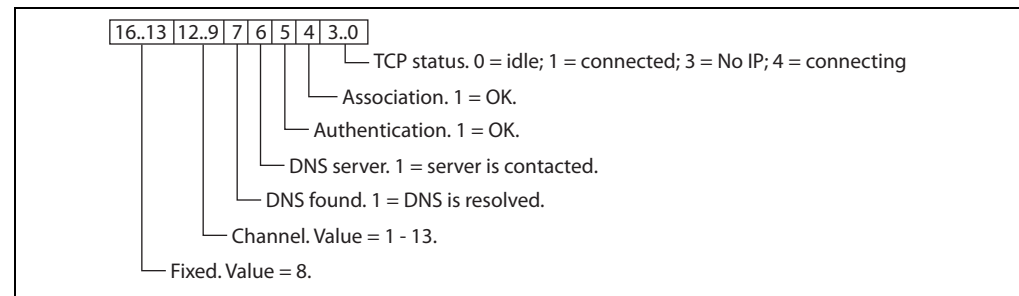 16..13 12..9 7 6 5 4 3..0
TCP status. 0 = idle; 1 = connected; 3 = No IP; 4 = connecting
Association. 1 = OK.
Authentication. 1 = OK.
DNS server. 1 = server is contacted.
DNS found. 1 = DNS is resolved.
Channel. Value = 1 - 13.
Fixed. Value = 8.